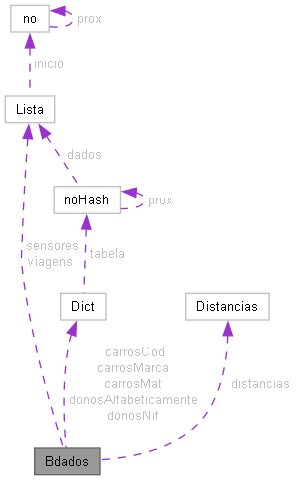 no
prox
inicio
Lista
dados
noHash
prox
sensores
viagens
tabela
Dict
Distancias
carrosCod
carrosMarca
carrosMat
donosAlfabeticamente
donosNif
distancias
Bdados